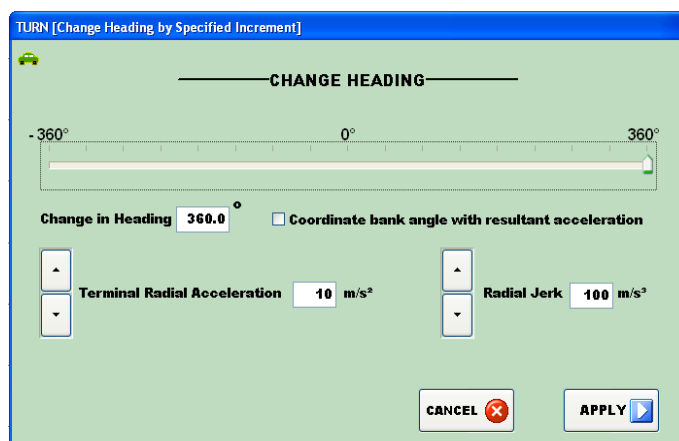 TURN [Change Heading by Specified Increment]
CHANGE HEADING
- 360° 0° 360°
Change in Heading 360.0 ° Coordinate bank angle with resultant acceleration
Terminal Radial Acceleration 10 m/s² Radial Jerk 100 m/s³
CANCEL APPLY